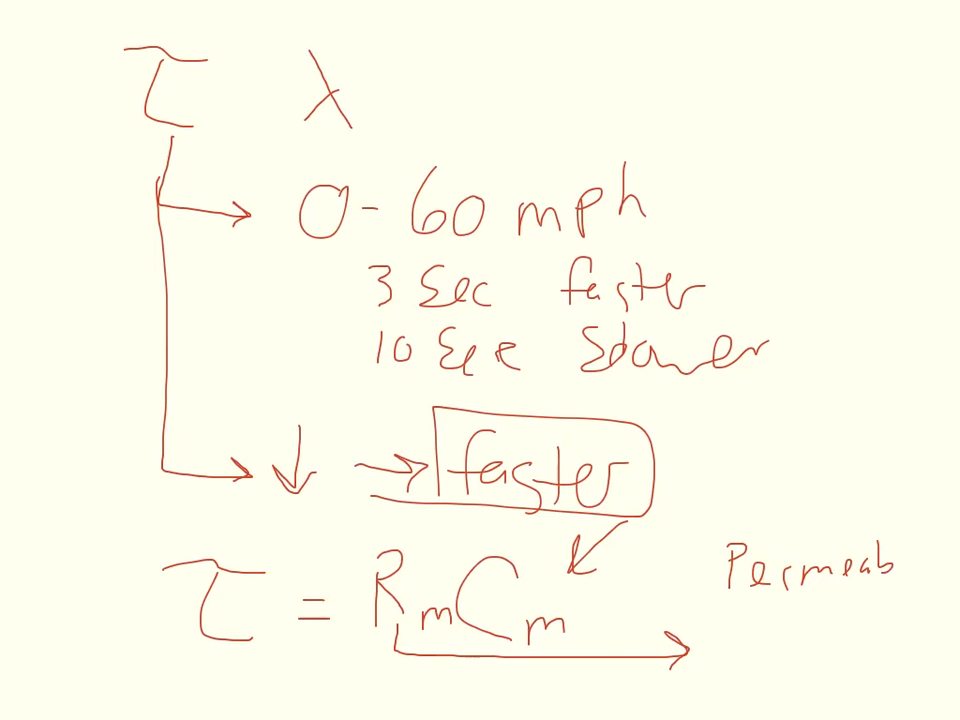 τ λ
0-60 mph
3 Sec faster
10 Sec Slower
↓ → faster
τ = RmCm
Permeab